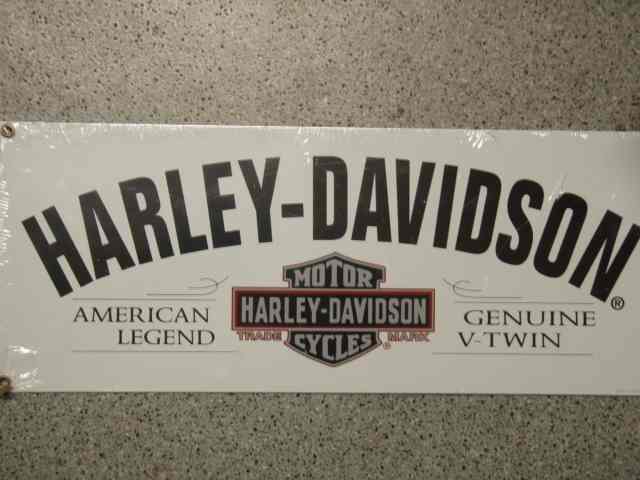 HARLEY-DAVIDSON®
AMERICAN
LEGEND
MOTOR
HARLEY-DAVIDSON
TRADE MARK®
CYCLES
GENUINE
V-TWIN